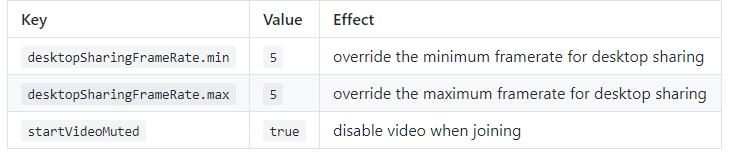 Key Value Effect
desktopSharingFrameRate.min 5 override the minimum framerate for desktop sharing
desktopSharingFrameRate.max 5 override the maximum framerate for desktop sharing
startVideoMuted true disable video when joining